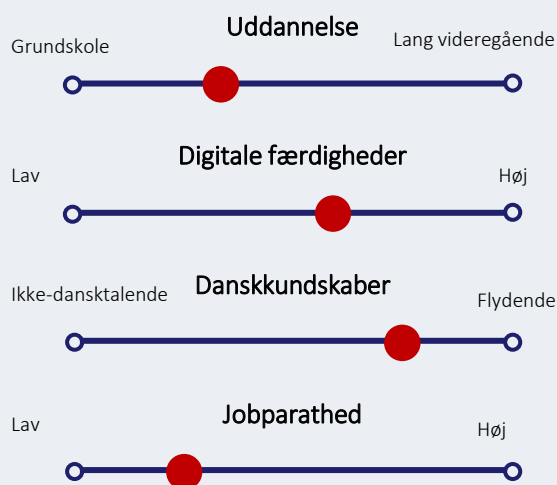 Uddannelse
Grundskole
Lang videregående
Digitale færdigheder
Lav
Høj
Danskkundskaber
Ikke-dansktalende
Flydende
Jobparathed
Lav
Høj